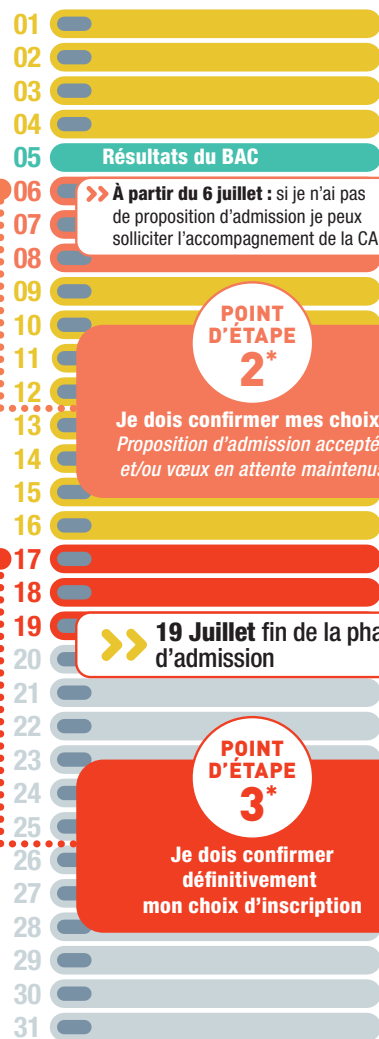 01
02
03
04
05 Résultats du BAC
06 >> À partir du 6 juillet : si je n’ai pas
07 de proposition d’admission je peux
solliciter l’accompagnement de la CA
08
09
10 POINT
D’ÉTAPE
11 2*
12
13 Je dois confirmer mes choix
Proposition d’admission accepté
14 et/ou vœux en attente maintenus
15
16
17
18
19 >> 19 Juillet fin de la pha
20 d’admission
21
22
23 POINT
D’ÉTAPE
24 3*
25
26 Je dois confirmer
27 définitivement
28 mon choix d’inscription
29
30
31